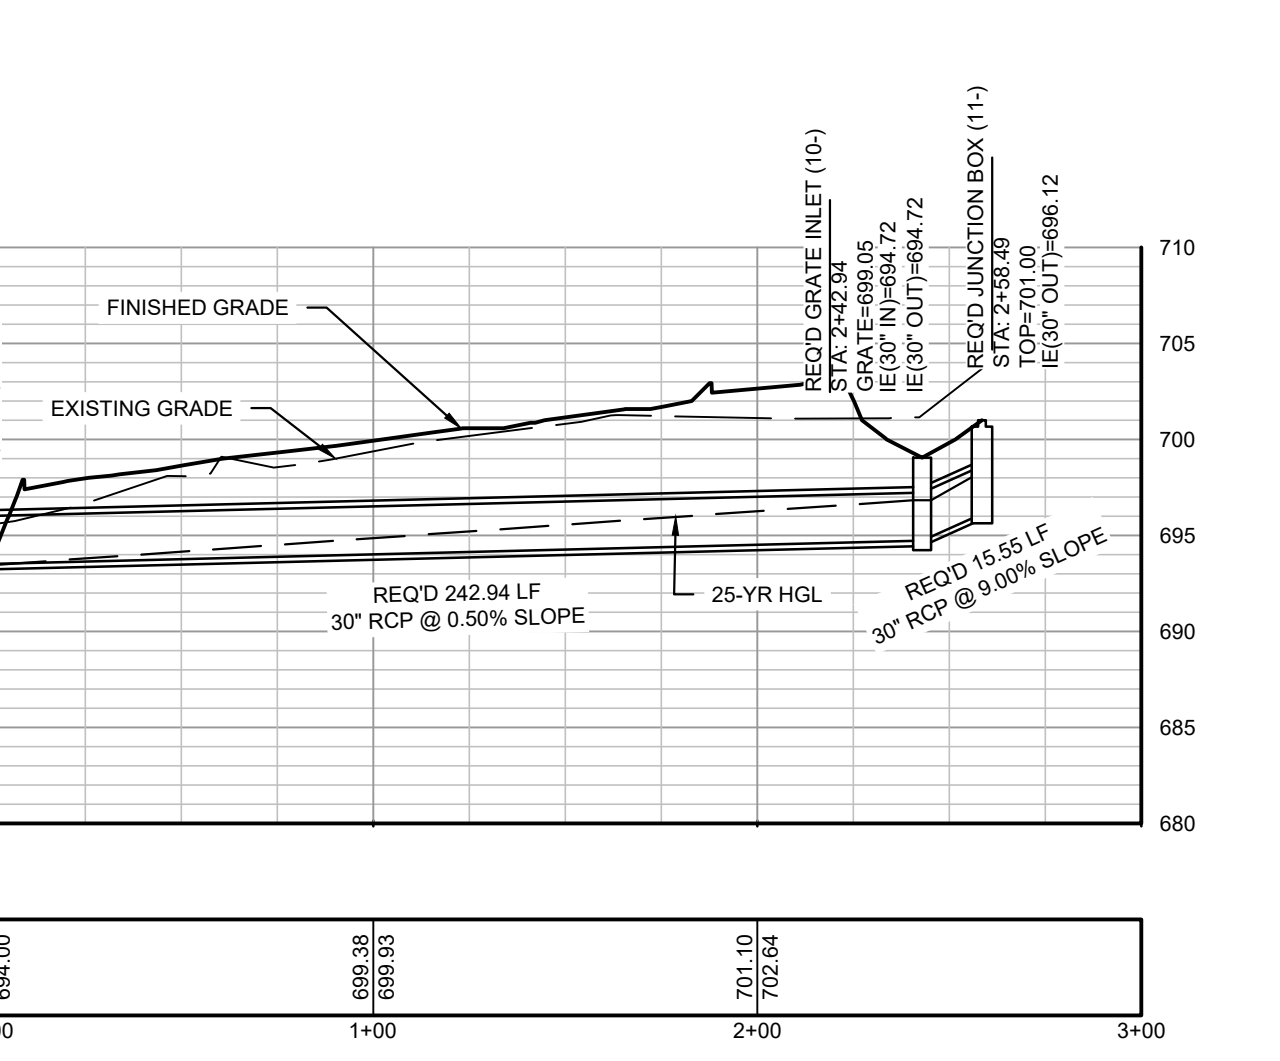 REQ'D GRATE INLET (10-)
STA: 2+42.94
GRATE=699.05
IE(30" IN)=694.72
IE(30" OUT)=694.72
REQ'D JUNCTION BOX (11-)
STA: 2+58.49
TOP=701.00
IE(30" OUT)=696.12
710
FINISHED GRADE
705
EXISTING GRADE
700
695
REQ'D 242.94 LF
30" RCP @ 0.50% SLOPE
25-YR HGL
REQ'D 15.55 LF
30" RCP @ 9.00% SLOPE
690
685
680
694.00
699.38
699.93
701.10
702.64
1+00
2+00
3+00